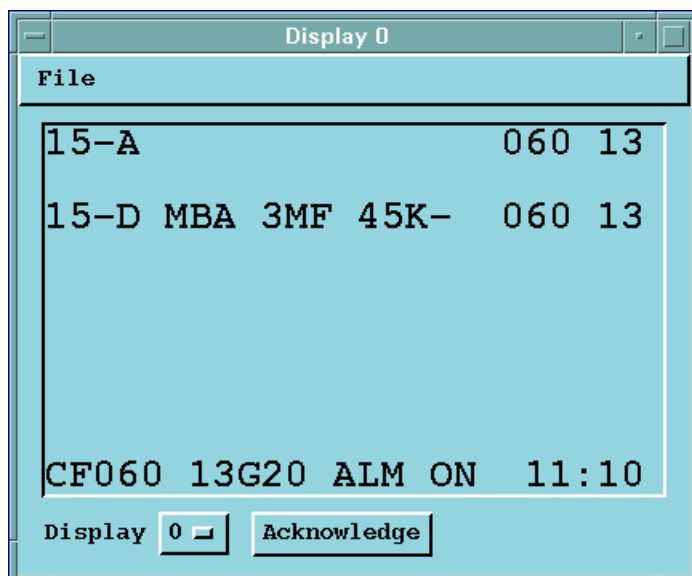 Display 0
File
15-A 060 13
15-D MBA 3MF 45K- 060 13
CF060 13G20 ALM ON 11:10
Display 0 Acknowledge